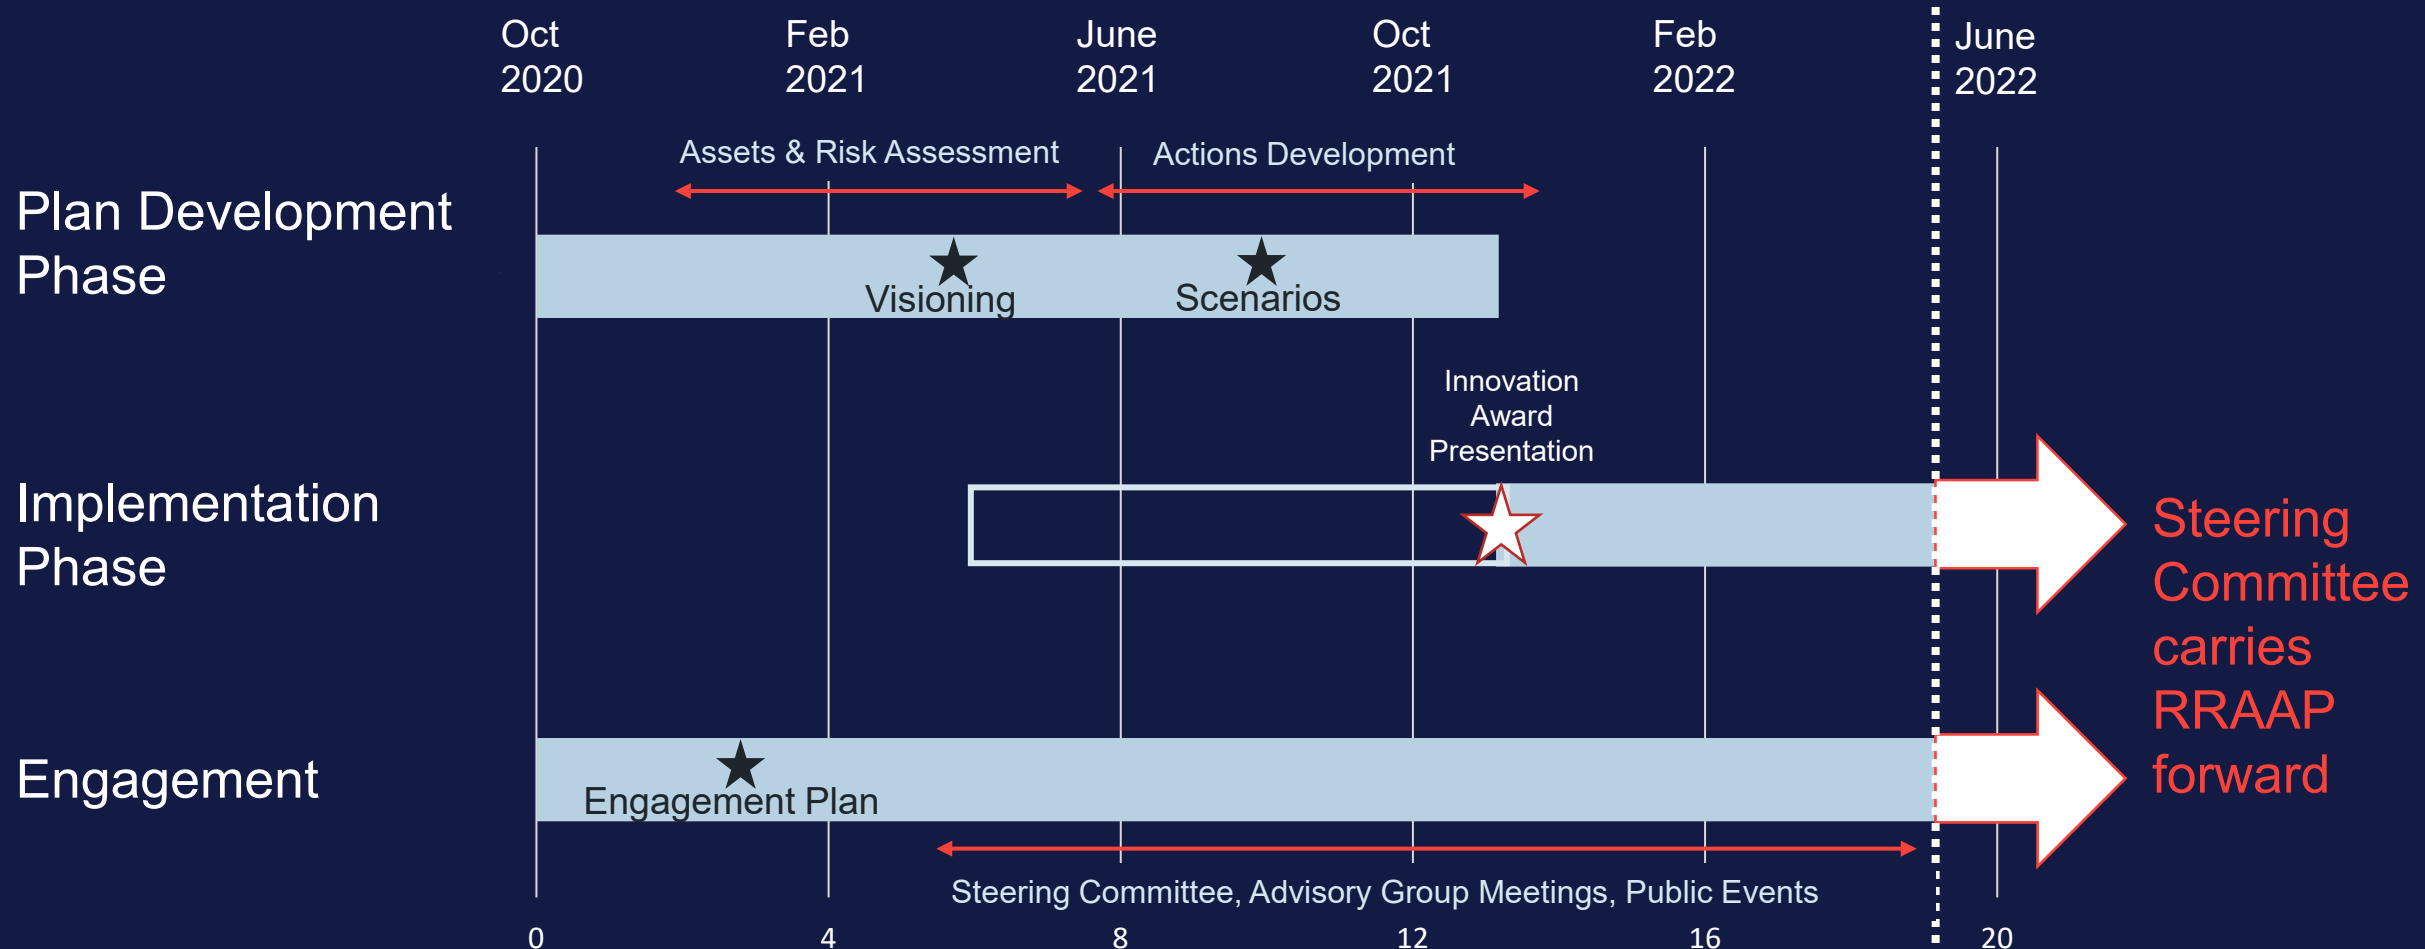 Oct
2020
Feb
2021
June
2021
Oct
2021
Feb
2022
June
2022
Assets & Risk Assessment
Actions Development
Plan Development
Phase
Visioning
Scenarios
Innovation
Award
Presentation
Implementation
Phase
Steering
Committee
carries
RRAAP
forward
Engagement
Engagement Plan
Steering Committee, Advisory Group Meetings, Public Events
0
4
8
12
16
20